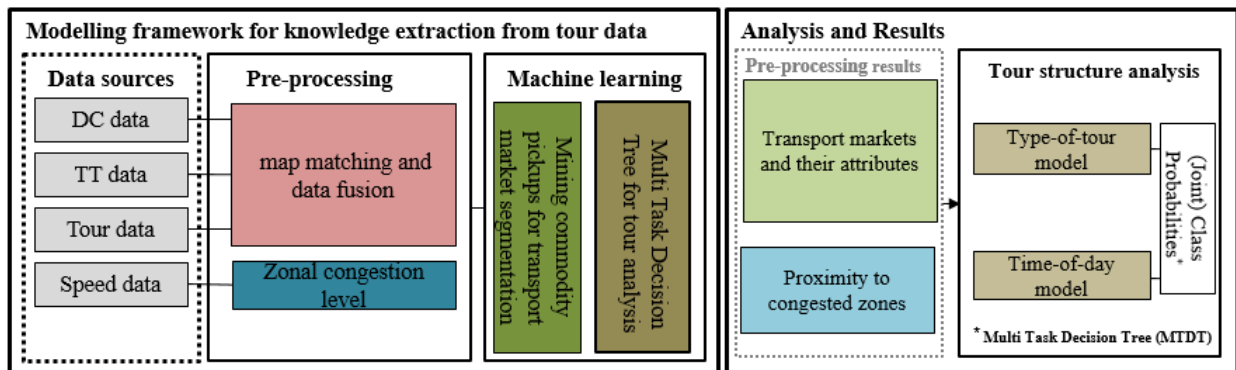 Modelling framework for knowledge extraction from tour data
Data sources
DC data
TT data
Tour data
Speed data
Pre-processing
map matching and
data fusion
Zonal congestion
level
Machine learning
Mining commodity
pickups for transport
market segmentation
Multi Task Decision
Tree for tour analysis
Analysis and Results
Pre-processing results
Transport markets
and their attributes
Proximity to
congested zones
Tour structure analysis
Type-of-tour
model
Time-of-day
model
(Joint) Class
Probabilities *
* Multi Task Decision Tree (MTDT)